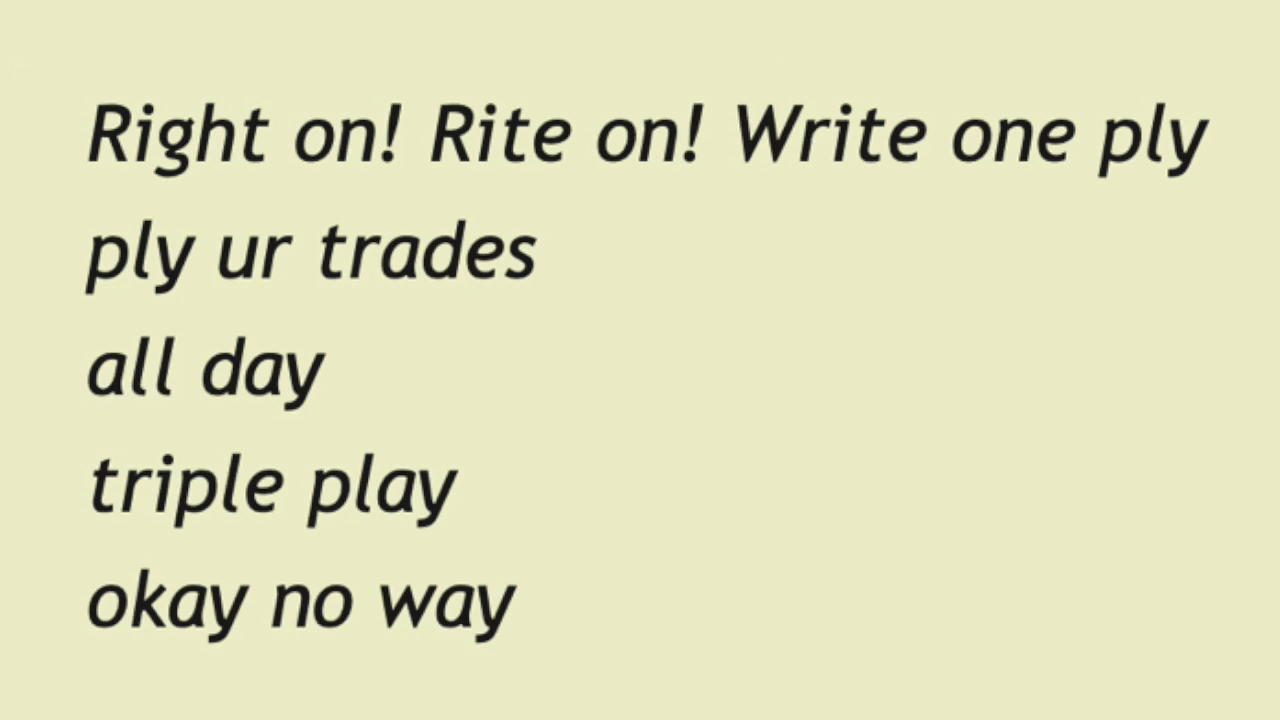 Right on! Rite on! Write one ply
ply ur trades
all day
triple play
okay no way